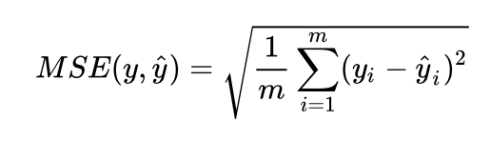 MSE(y, ŷ) = √(1/m ∑_{i=1}^{m} (y_i − ŷ_i)²)